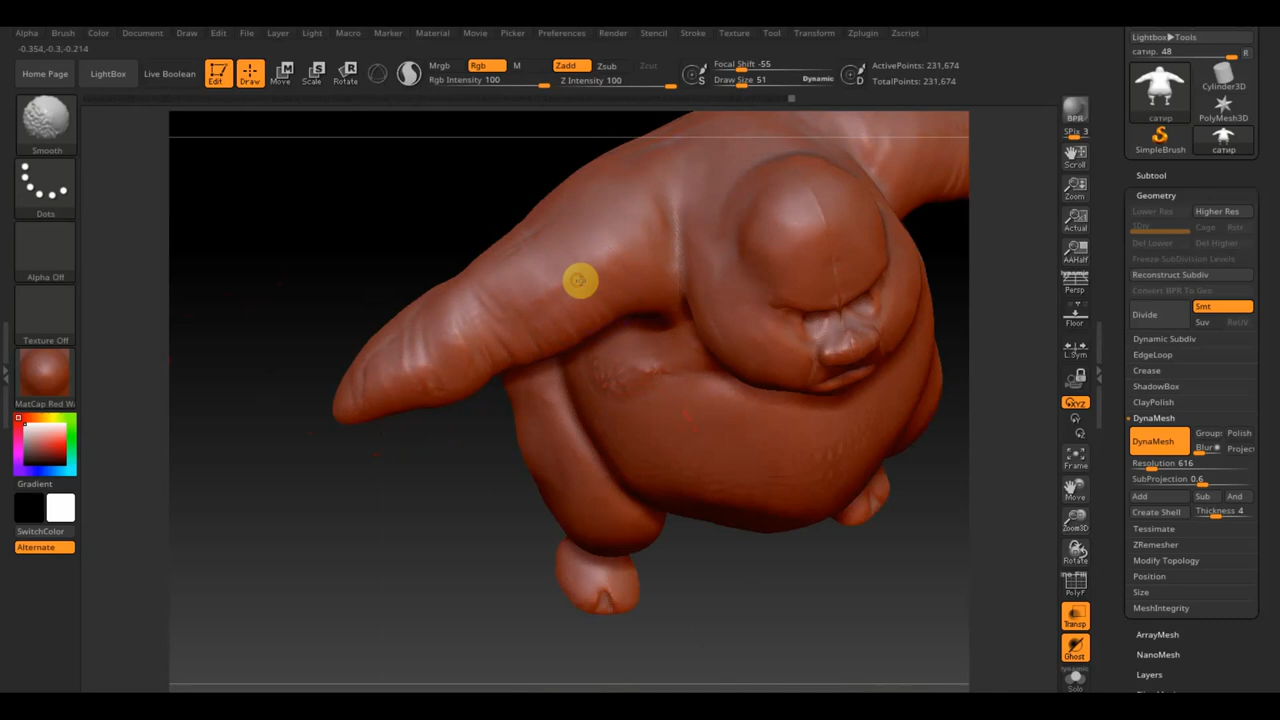 Alpha Brush Color Document Draw Edit File Layer Light Macro Marker Material Movie Picker Preferences Render Stencil Stroke Texture Tool Transform Zplugin Zscript
-0.354,-0.3,-0.214
Home Page LightBox Live Boolean Edit Draw Move Scale Rotate
Mrgb Rgb M Zadd Zsub Zcut
Rgb Intensity 100 Z Intensity 100
Focal Shift -55
Draw Size 51 Dynamic
ActivePoints: 231,674
TotalPoints: 231,674
Smooth
Dots
Alpha Off
Texture Off
MatCap Red Wa
Gradient
SwitchColor
Alternate
BPR
SPix 3
Scroll
Zoom
Actual
AAHalf
Dynamic
Persp
Floor
L.Sym
XYZ
Frame
Move
Zoom3D
Rotate
PolyF
Transp
Ghost
Dynamic
Solo
Lightbox▶Tools
сатир. 48 R
Cylinder3D
сатир PolyMesh3D
SimpleBrush сатир
Subtool
Geometry
Lower Res Higher Res
SDiv Cage Rstr
Del Lower Del Higher
Freeze SubDivision Levels
Reconstruct Subdiv
Convert BPR To Geo
Divide Smt
Suv ReUV
Dynamic Subdiv
EdgeLoop
Crease
ShadowBox
ClayPolish
DynaMesh
DynaMesh Group Polish
Blur Project
Resolution 616
SubProjection 0.6
Add Sub And
Create Shell Thickness 4
Tessimate
ZRemesher
Modify Topology
Position
Size
MeshIntegrity
ArrayMesh
NanoMesh
Layers